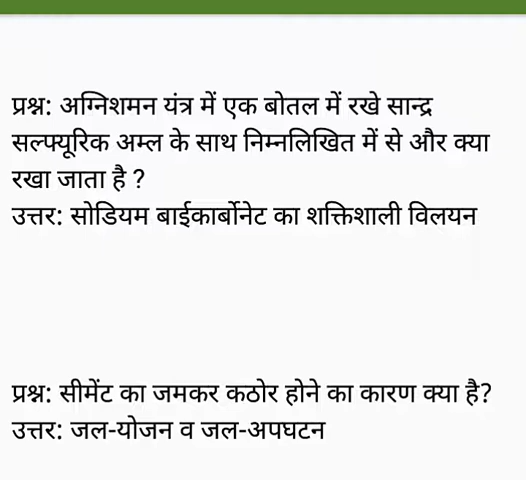 प्रश्न: अग्निशमन यंत्र में एक बोतल में रखे सान्द्र
सल्फ्यूरिक अम्ल के साथ निम्नलिखित में से और क्या
रखा जाता है ?
उत्तर: सोडियम बाईकार्बोनेट का शक्तिशाली विलयन
प्रश्न: सीमेंट का जमकर कठोर होने का कारण क्या है?
उत्तर: जल-योजन व जल-अपघटन